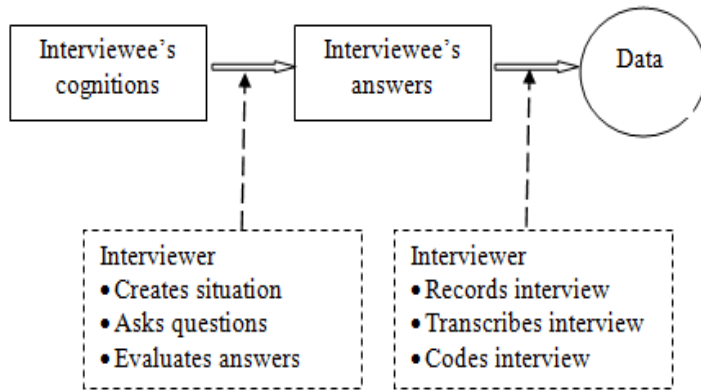 Interviewee's
cognitions
Interviewee's
answers
Data
Interviewer
• Creates situation
• Asks questions
• Evaluates answers
Interviewer
• Records interview
• Transcribes interview
• Codes interview